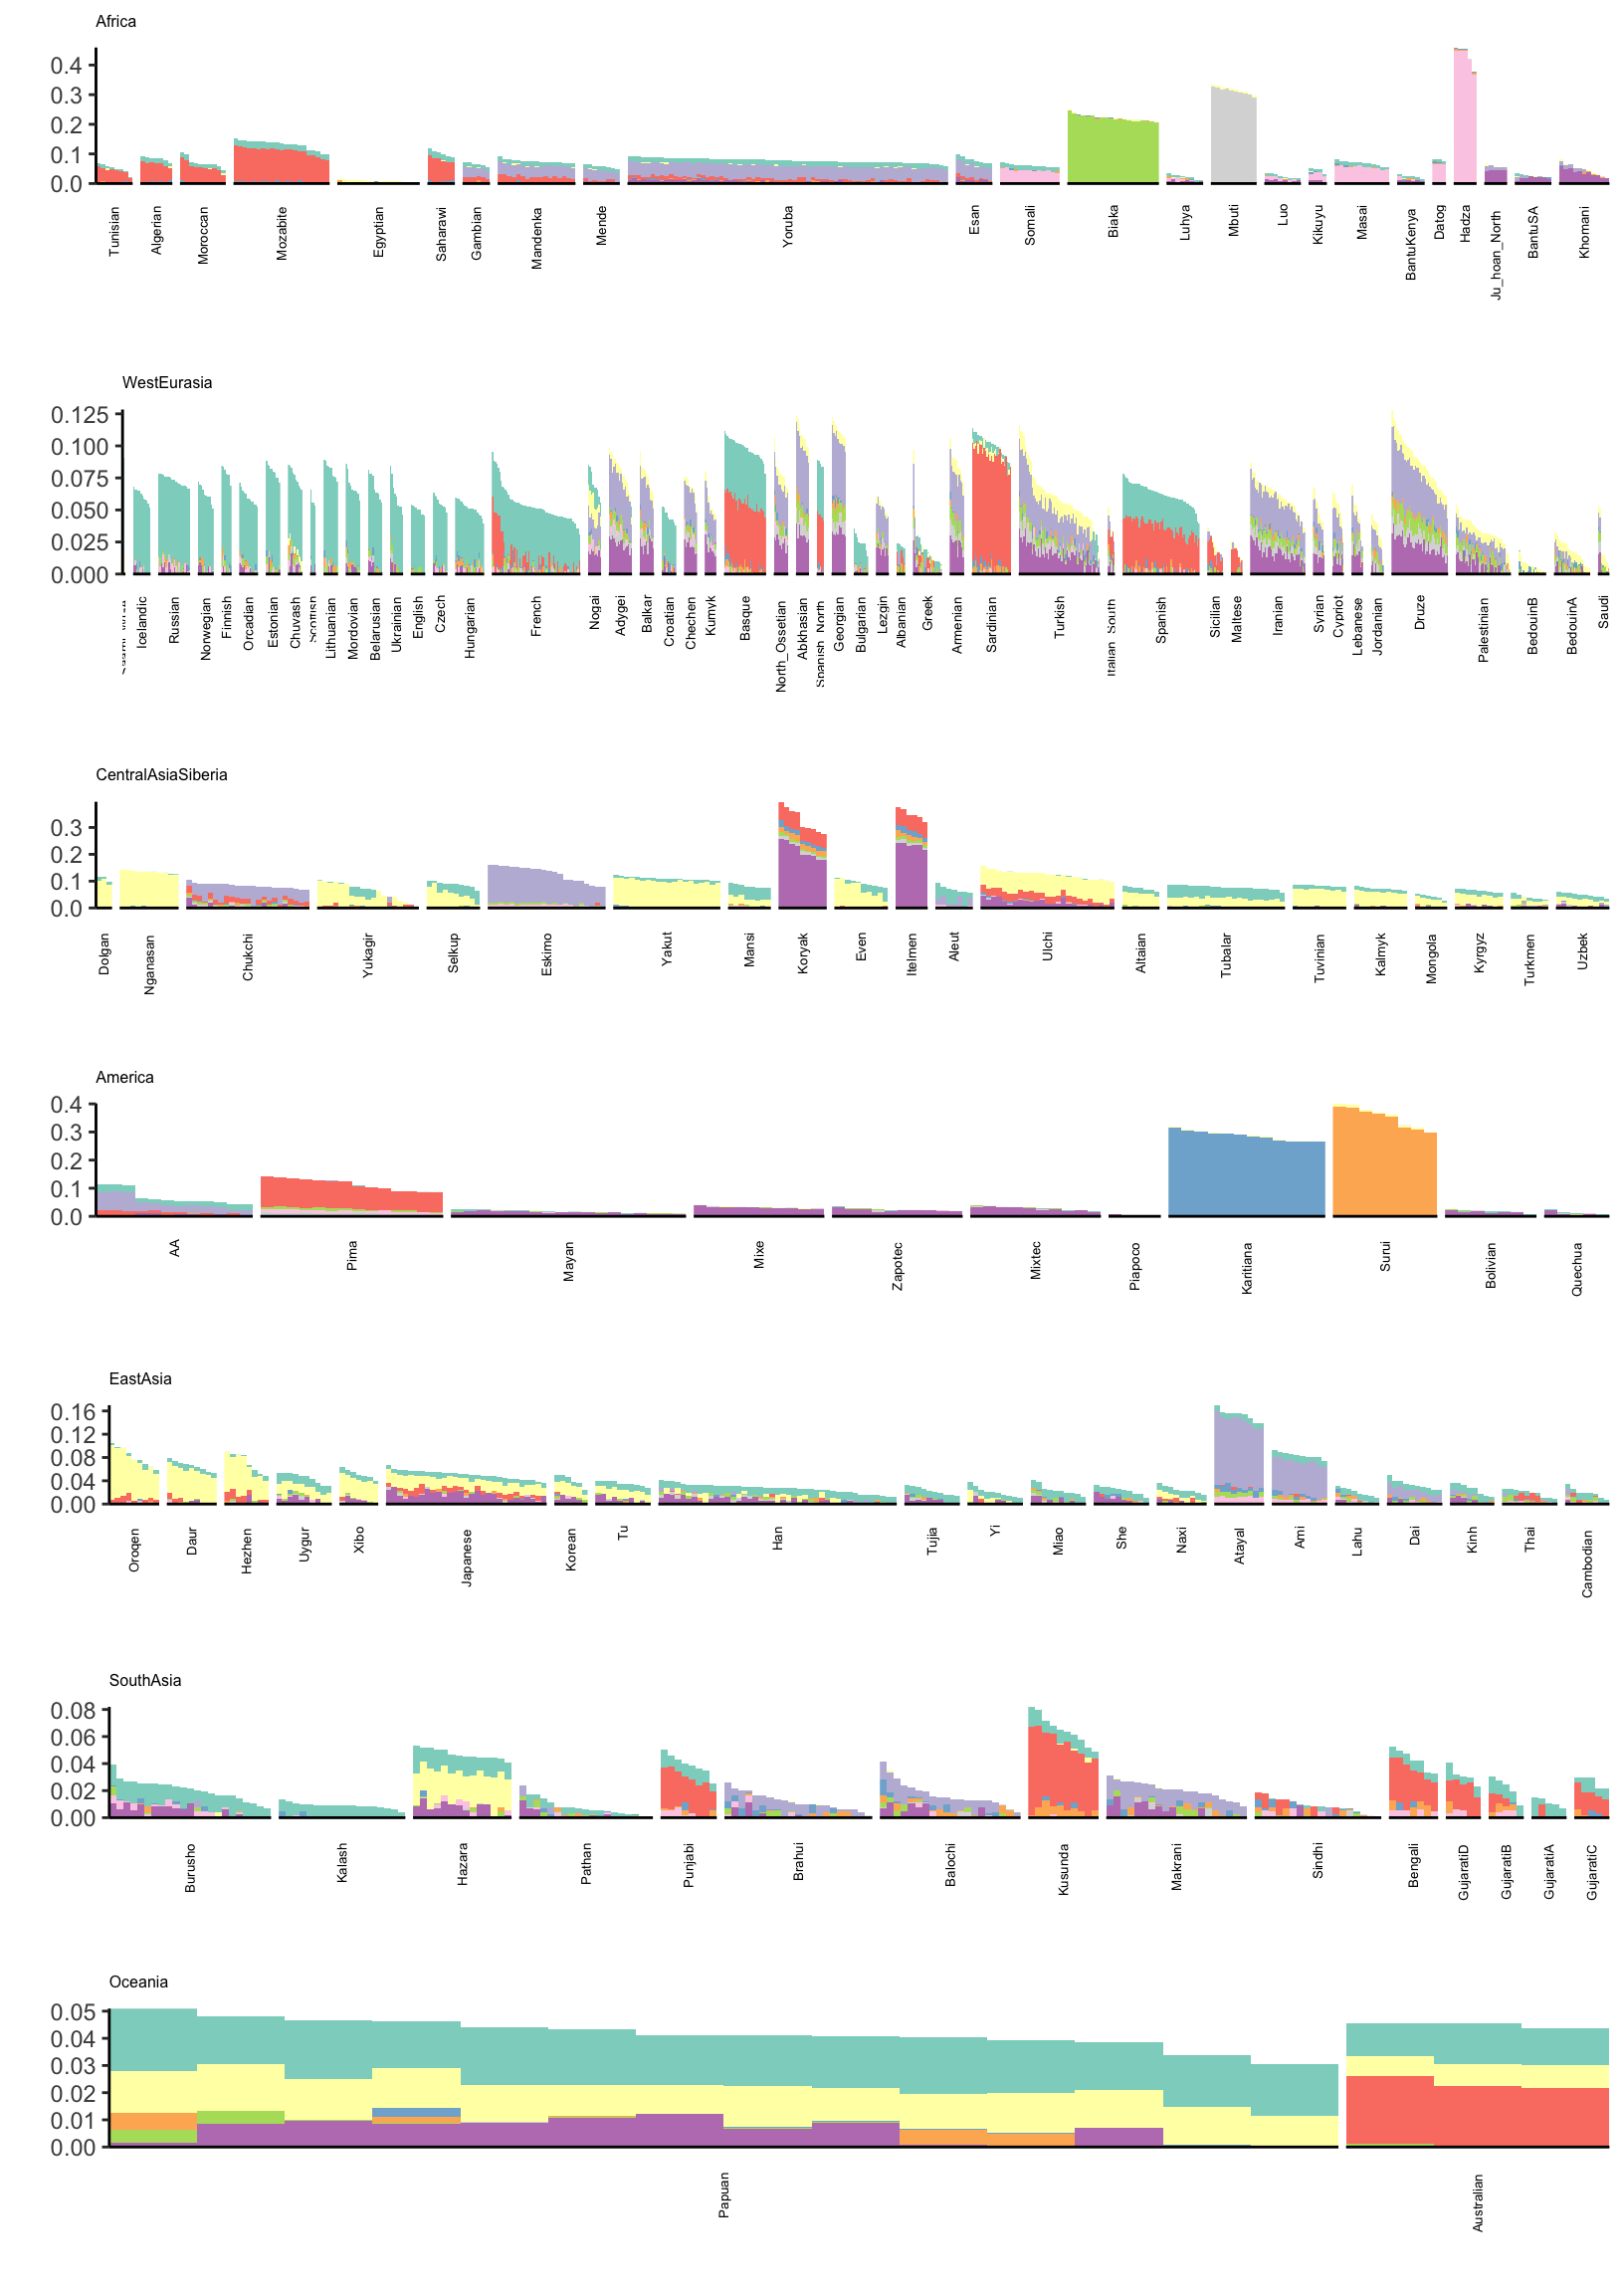 Africa
0.4
0.3
0.2
0.1
0.0
Tunisian
Algerian
Moroccan
Mozabite
Egyptian
Saharawi
Gambian
Mandenka
Mende
Yoruba
Esan
Somali
Biaka
Luhya
Mbuti
Luo
Kikuyu
Masai
BantuKenya
Datog
Hadza
Ju_hoan_North
BantuSA
Khomani
WestEurasia
0.125
0.100
0.075
0.050
0.025
0.000
Icelandic
Russian
Norwegian
Finnish
Orcadian
Estonian
Chuvash
Scottish
Lithuanian
Mordovian
Belarusian
Ukrainian
English
Czech
Hungarian
French
Nogai
Adygei
Balkar
Croatian
Chechen
Kumyk
Basque
North_Ossetian
Abkhasian
Spanish_North
Georgian
Bulgarian
Lezgin
Albanian
Greek
Armenian
Sardinian
Turkish
Italian_South
Spanish
Sicilian
Maltese
Iranian
Syrian
Cypriot
Lebanese
Jordanian
Druze
Palestinian
BedouinB
BedouinA
Saudi
CentralAsiaSiberia
0.3
0.2
0.1
0.0
Dolgan
Nganasan
Chukchi
Yukagir
Selkup
Eskimo
Yakut
Mansi
Koryak
Even
Itelmen
Aleut
Ulchi
Altaian
Tubalar
Tuvinian
Kalmyk
Mongola
Kyrgyz
Turkmen
Uzbek
America
0.4
0.3
0.2
0.1
0.0
AA
Pima
Mayan
Mixe
Zapotec
Mixtec
Piapoco
Karitiana
Surui
Bolivian
Quechua
EastAsia
0.16
0.12
0.08
0.04
0.00
Oroqen
Daur
Hezhen
Uygur
Xibo
Japanese
Korean
Tu
Han
Tujia
Yi
Miao
She
Naxi
Atayal
Ami
Lahu
Dai
Kinh
Thai
Cambodian
SouthAsia
0.08
0.06
0.04
0.02
0.00
Burusho
Kalash
Hazara
Pathan
Punjabi
Brahui
Balochi
Kusunda
Makrani
Sindhi
Bengali
GujaratiD
GujaratiB
GujaratiA
GujaratiC
Oceania
0.05
0.04
0.03
0.02
0.01
0.00
Papuan
Australian